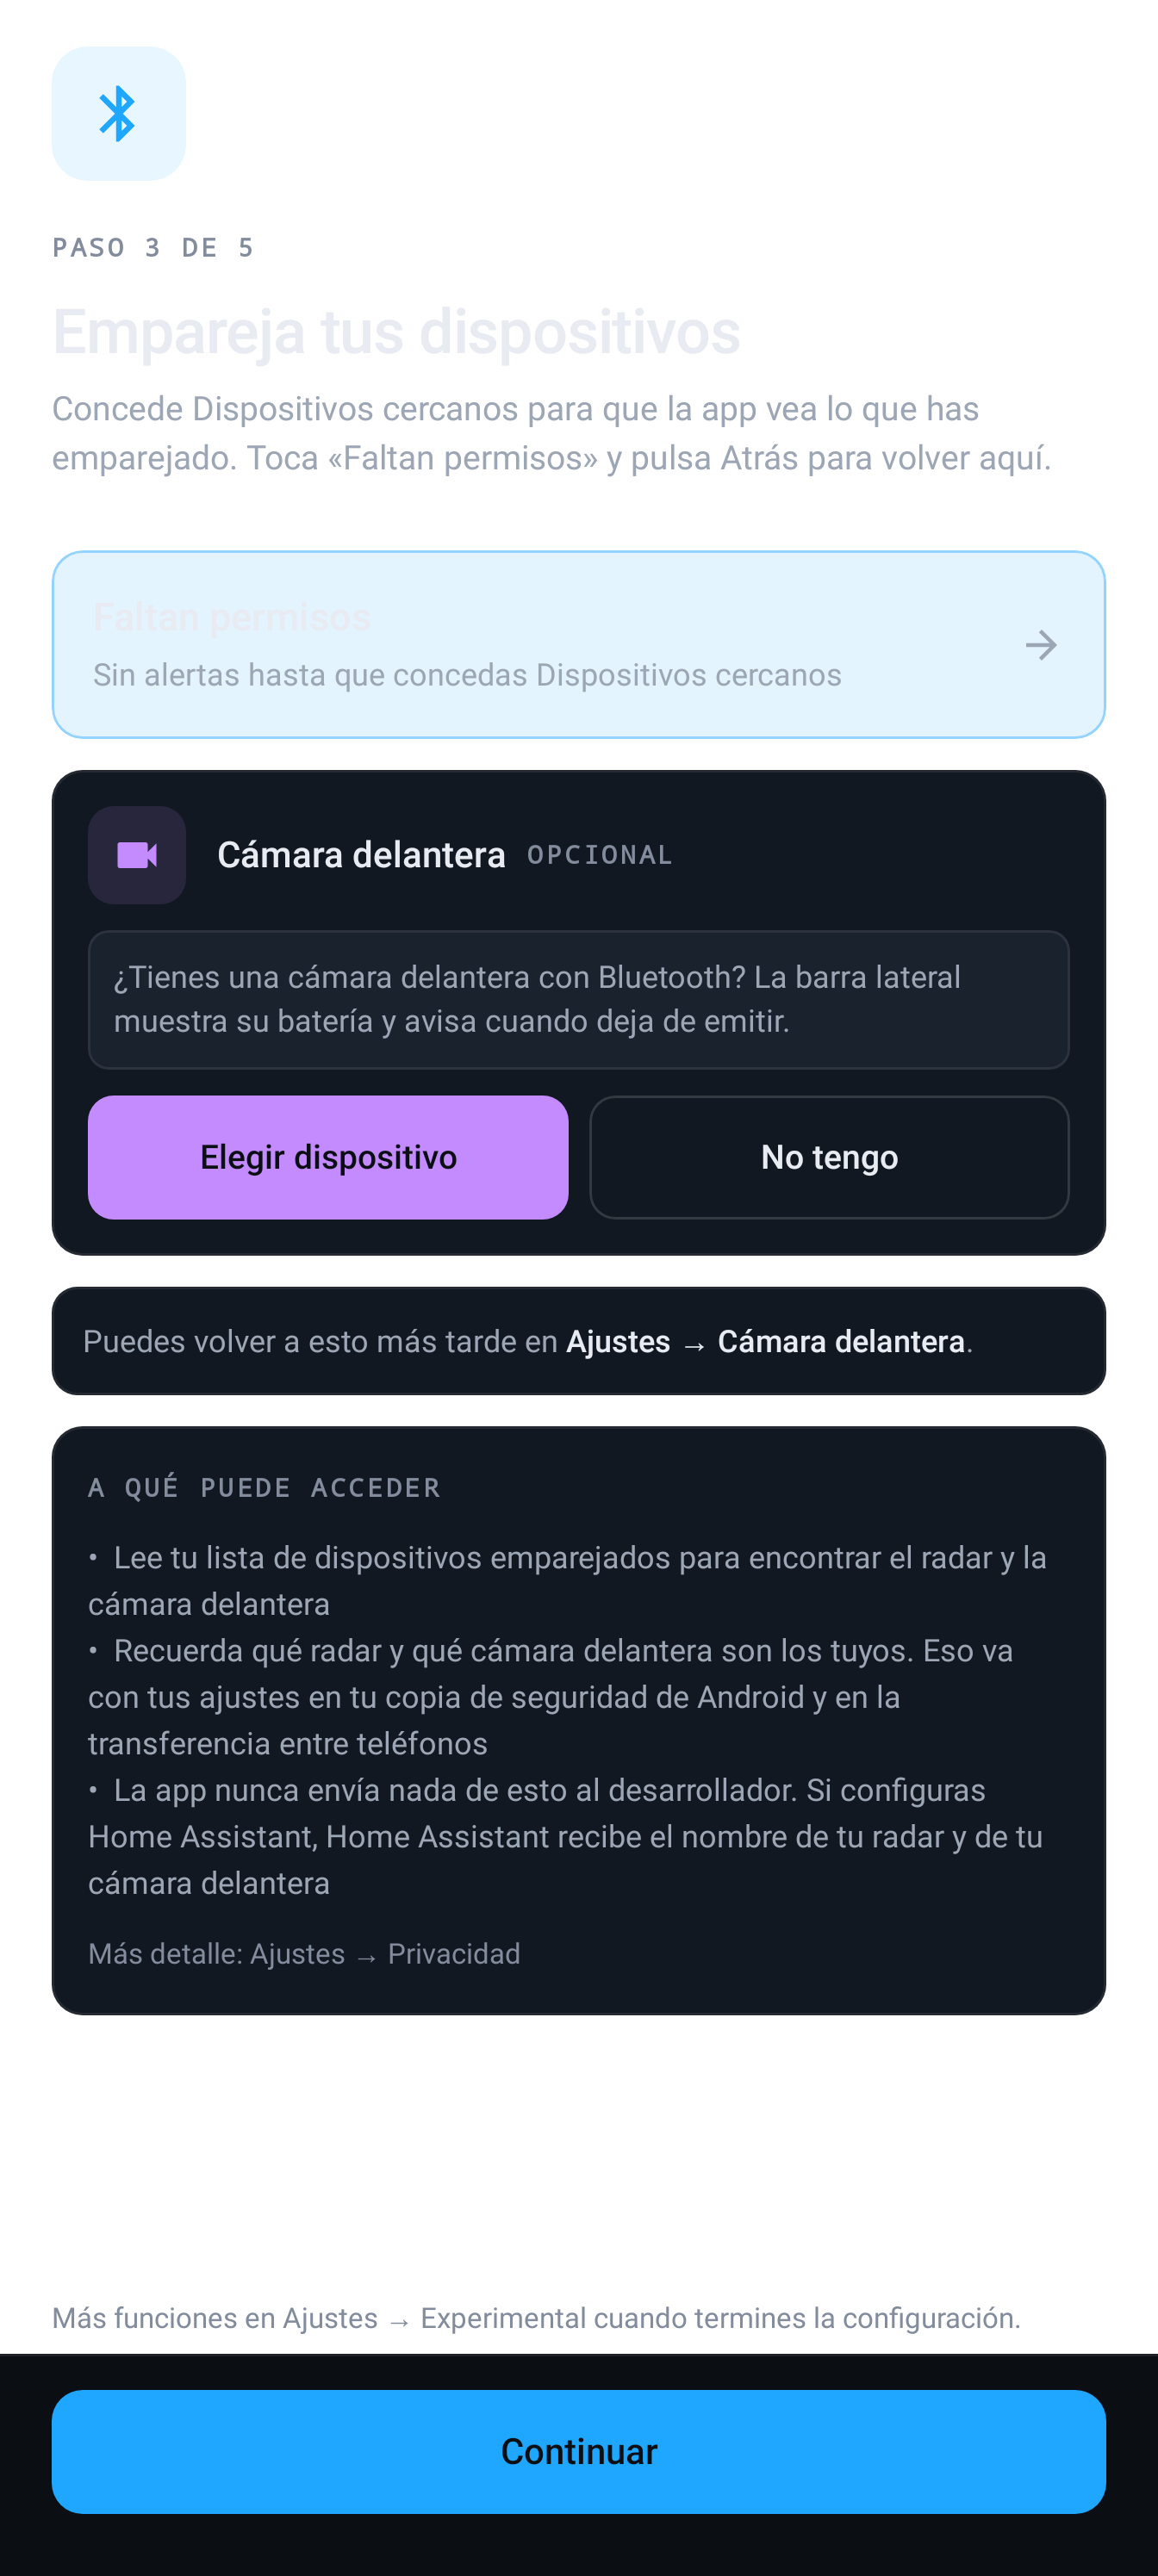 PASO 3 DE 5
Empareja tus dispositivos
Concede Dispositivos cercanos para que la app vea lo que has
emparejado. Toca «Faltan permisos» y pulsa Atrás para volver aquí.
Faltan permisos
Sin alertas hasta que concedas Dispositivos cercanos
Cámara delantera OPCIONAL
¿Tienes una cámara delantera con Bluetooth? La barra lateral
muestra su batería y avisa cuando deja de emitir.
Elegir dispositivo
No tengo
Puedes volver a esto más tarde en Ajustes → Cámara delantera.
A QUÉ PUEDE ACCEDER
• Lee tu lista de dispositivos emparejados para encontrar el radar y la
cámara delantera
• Recuerda qué radar y qué cámara delantera son los tuyos. Eso va
con tus ajustes en tu copia de seguridad de Android y en la
transferencia entre teléfonos
• La app nunca envía nada de esto al desarrollador. Si configuras
Home Assistant, Home Assistant recibe el nombre de tu radar y de tu
cámara delantera
Más detalle: Ajustes → Privacidad
Más funciones en Ajustes → Experimental cuando termines la configuración.
Continuar